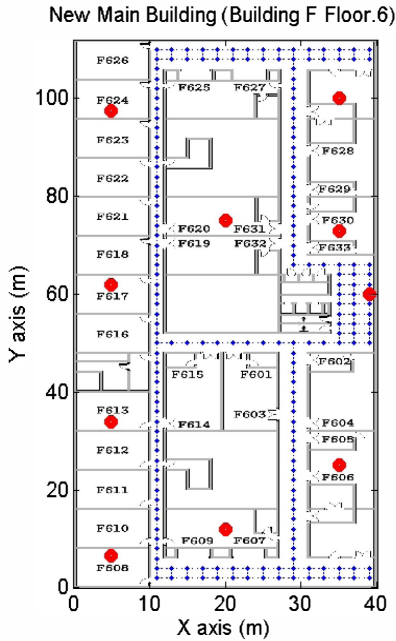 New Main Building (Building F Floor.6)
F626
F625 F627
100
F624
F623
F628
F622
80
F629
F621
F620 F631 F630
F619 F632 F633
F618
60
F617
F616
F602
F615 F601
40
F613
F603
F614 F604
F605
F612
F606
F611
20
F610
F609 F607
F608
0
0 10 20 30 40
X axis (m)
Y axis (m)